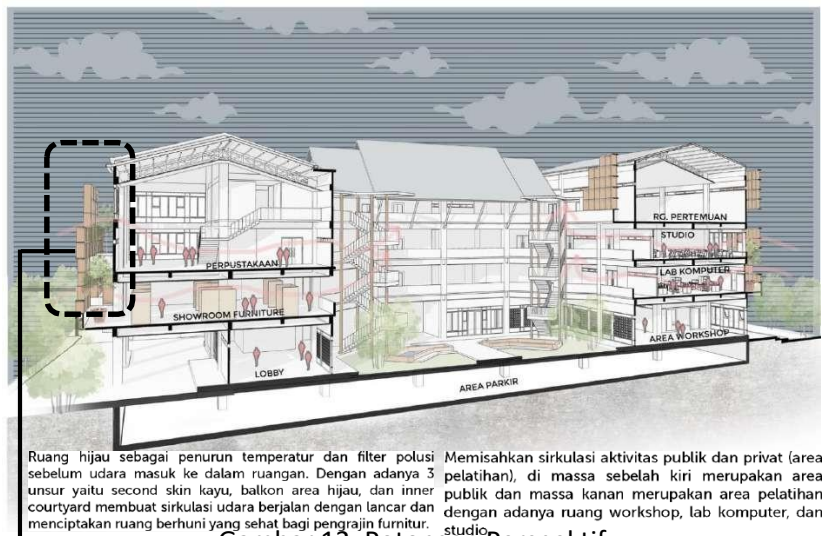 RG. PERTEMUAN
STUDIO
PERPUSTAKAAN
LAB KOMPUTER
SHOWROOM FURNITURE
AREA WORKSHOP
LOBBY
AREA PARKIR
Ruang hijau sebagai penurun temperatur dan filter polusi
sebelum udara masuk ke dalam ruangan. Dengan adanya 3
unsur yaitu second skin kayu, balkon area hijau, dan inner
courtyard membuat sirkulasi udara berjalan dengan lancar dan
menciptakan ruang berhuni yang sehat bagi pengrajin furnitur.
Memisahkan sirkulasi aktivitas publik dan privat (area
pelatihan), di massa sebelah kiri merupakan area
publik dan massa kanan merupakan area pelatihan
dengan adanya ruang workshop, lab komputer, dan
studio
Gambar 12. Potongan Perspektif